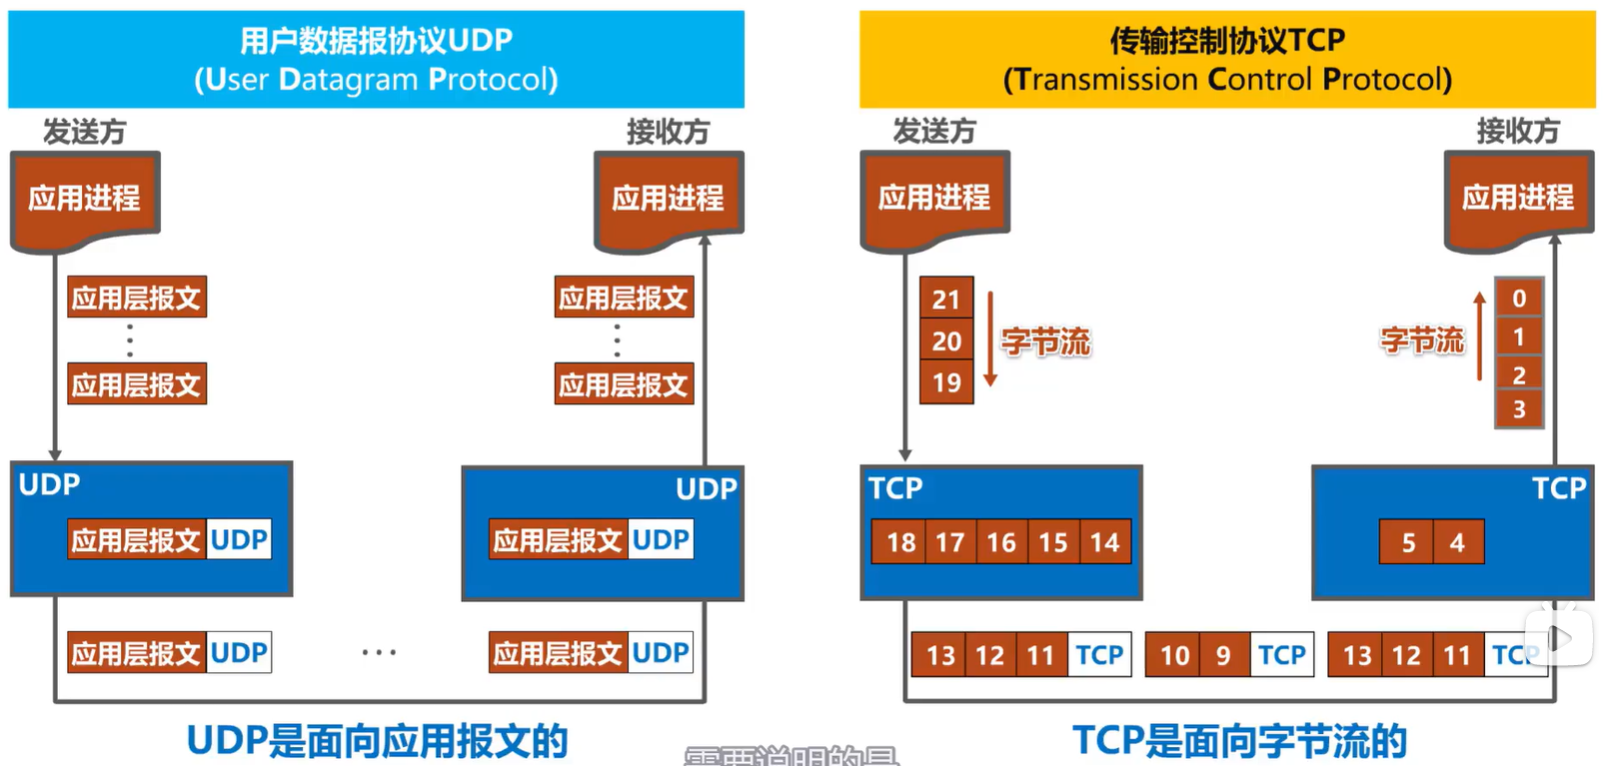 用户数据报协议UDP
(User Datagram Protocol)
发送方
接收方
应用进程
应用进程
应用层报文
应用层报文
应用层报文
应用层报文
UDP
UDP
应用层报文 UDP
应用层报文 UDP
应用层报文 UDP
...
应用层报文 UDP
UDP是面向应用报文的
传输控制协议TCP
(Transmission Control Protocol)
发送方
接收方
应用进程
应用进程
21
20
19
字节流
字节流
0
1
2
3
TCP
TCP
18 17 16 15 14
5 4
13 12 11 TCP
10 9 TCP
13 12 11 TCP
TCP是面向字节流的
需要说明的是